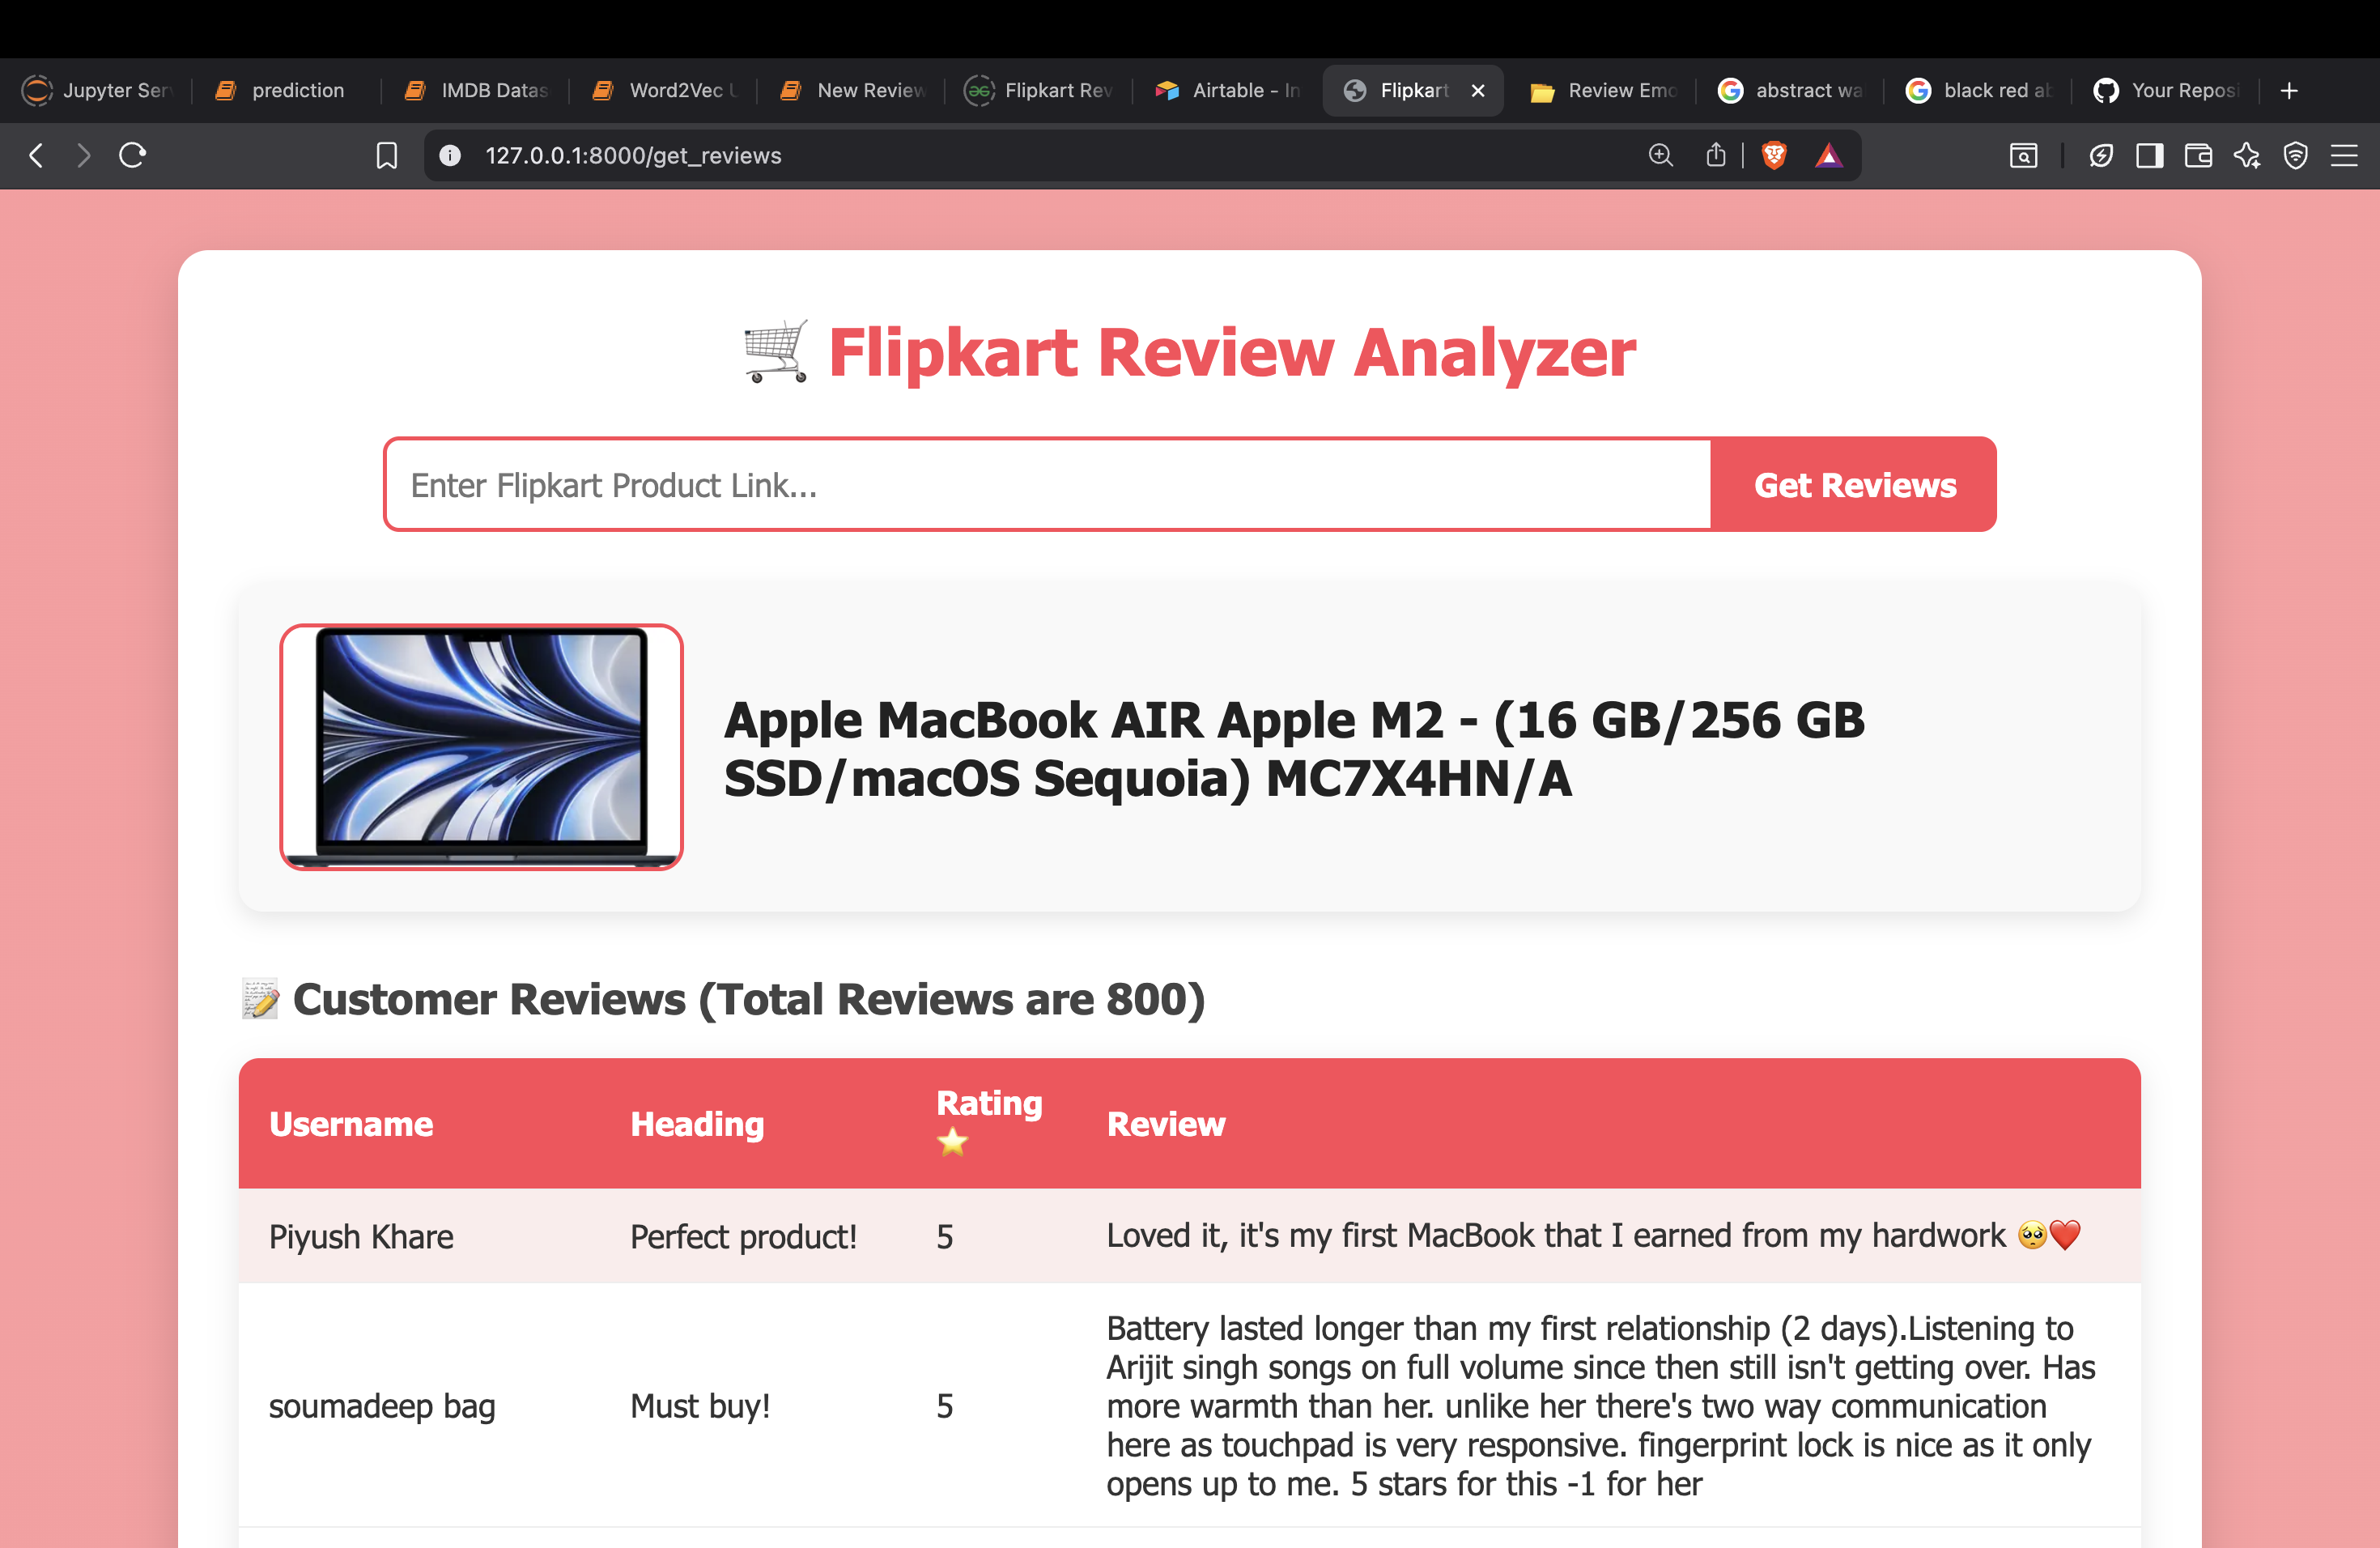 Jupyter Serv
prediction
IMDB Datas
Word2Vec U
New Review
Flipkart Rev
Airtable - In
Flipkart
Review Emo
abstract wa
black red ab
Your Reposi
127.0.0.1:8000/get_reviews
🛒 Flipkart Review Analyzer
Enter Flipkart Product Link...
Get Reviews
Apple MacBook AIR Apple M2 - (16 GB/256 GB
SSD/macOS Sequoia) MC7X4HN/A
📝 Customer Reviews (Total Reviews are 800)
Username
Heading
Rating
⭐
Review
Piyush Khare
Perfect product!
5
Loved it, it's my first MacBook that I earned from my hardwork 🥺❤️
soumadeep bag
Must buy!
5
Battery lasted longer than my first relationship (2 days).Listening to
Arijit singh songs on full volume since then still isn't getting over. Has
more warmth than her. unlike her there's two way communication
here as touchpad is very responsive. fingerprint lock is nice as it only
opens up to me. 5 stars for this -1 for her